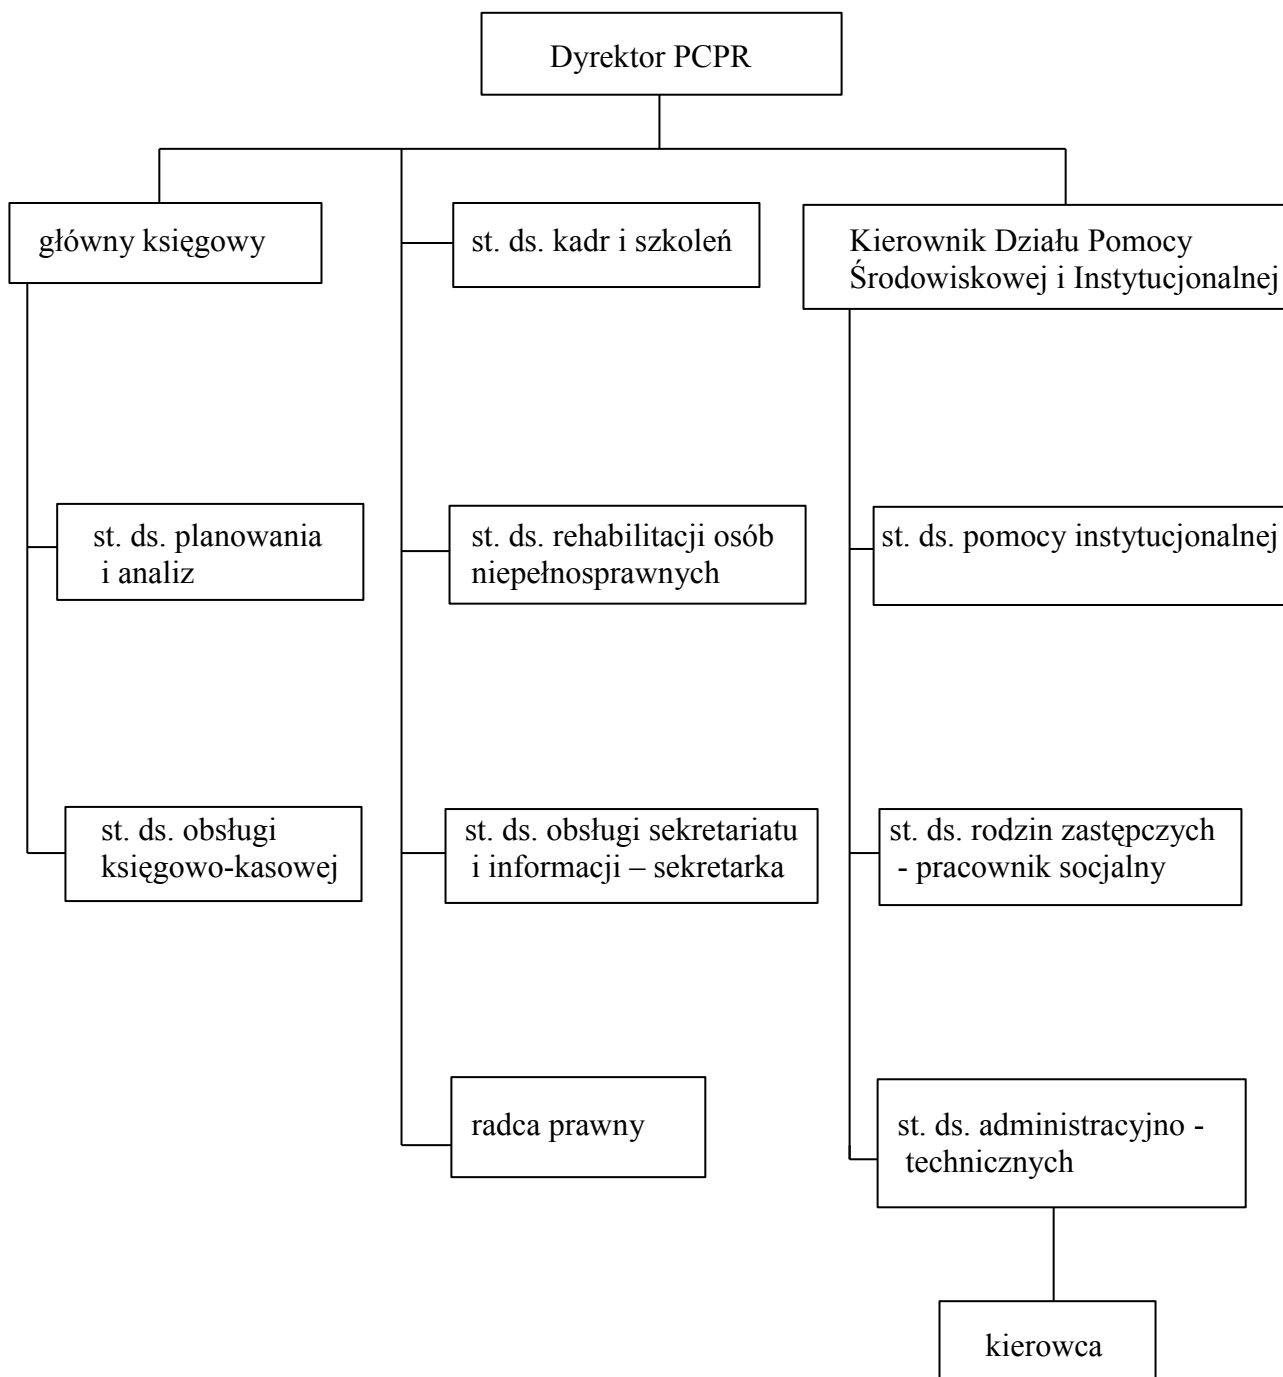 Dyrektor PCPR
główny księgowy
st. ds. kadr i szkoleń
Kierownik Działu Pomocy
Środowiskowej i Instytucjonalnej
st. ds. planowania
i analiz
st. ds. rehabilitacji osób
niepełnosprawnych
st. ds. pomocy instytucjonalnej
st. ds. obsługi
księgowo-kasowej
st. ds. obsługi sekretariatu
i informacji – sekretarka
st. ds. rodzin zastępczych
- pracownik socjalny
radca prawny
st. ds. administracyjno -
technicznych
kierowca